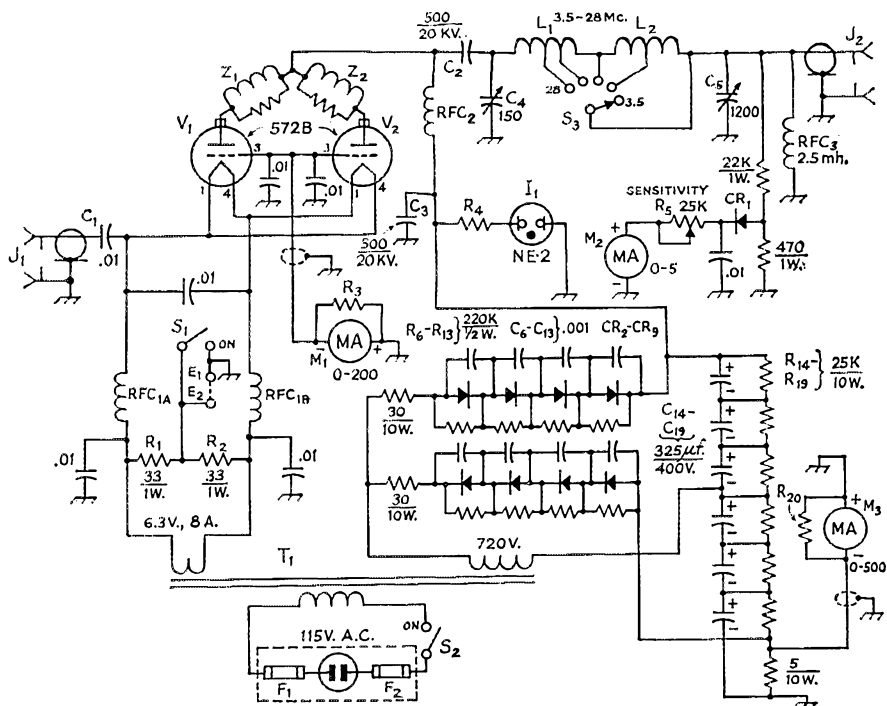 500
20 KV.
C2
L1 3.5-28 Mc. L2
J2
Z1 Z2
C4
150
28
S3
3.5
C5
1200
RFC2
RFC3
2.5 mh.
V1
572B
V2
3
3
1 4
1 4
.01
.01
22K
1W.
SENSITIVITY
R5 25K
CR1
C1
.01
J1
C3
500
20KV.
R4
I1
NE-2
M2
+
MA
-
0-5
.01
470
1W.
.01
S1
ON
E1
E2
R3
MA
- +
M1
0-200
R6-R13} 220K
1/2 W.
C6-C13}.001
CR2-CR9
RFC1A
RFC1B
30
10W.
R14-
R19
25K
10W.
C14-
C19
325µf.
400V.
+
-
+
-
+
-
+
-
+
-
+
-
.01
R1
33
1W.
R2
33
1W.
.01
30
10W.
R20
+ M3
MA
-
0-500
6.3V., 8A.
T1
720V.
115V. A.C.
ON
S2
F1
F2
5
10W.